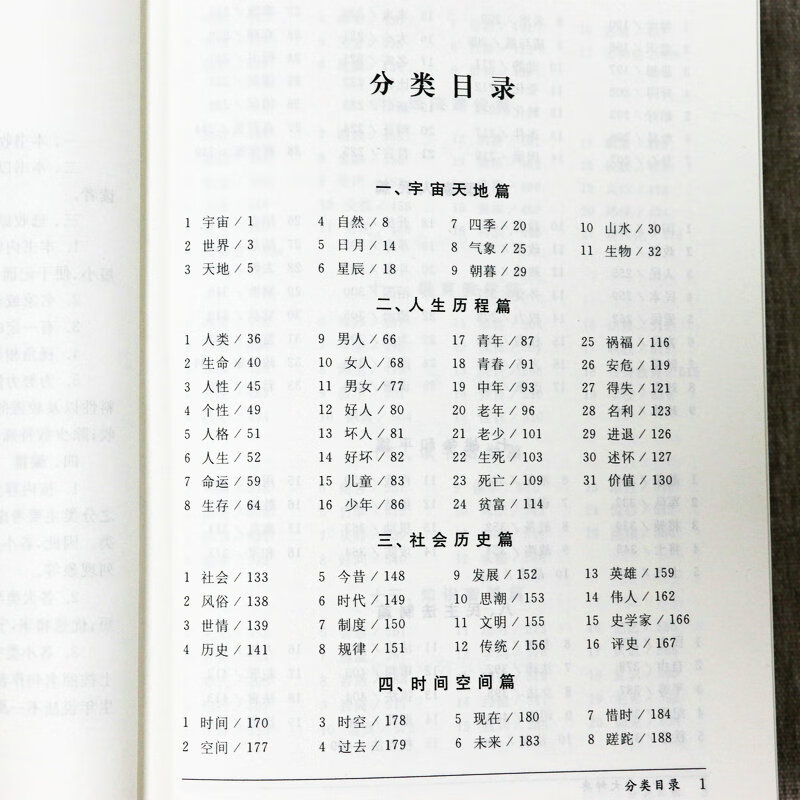 分类目录
一、宇宙天地篇
1 宇宙/1 4 自然/8 7 四季/20 10 山水/30
2 世界/3 5 日月/14 8 气象/25 11 生物/32
3 天地/5 6 星辰/18 9 朝暮/29
二、人生历程篇
1 人类/36 9 男人/66 17 青年/87 25 祸福/116
2 生命/40 10 女人/68 18 青春/91 26 安危/119
3 人性/45 11 男女/77 19 中年/93 27 得失/121
4 个性/49 12 好人/80 20 老年/96 28 名利/123
5 人格/51 13 坏人/81 21 老少/101 29 进退/126
6 人生/52 14 好坏/82 22 生死/103 30 述怀/127
7 命运/59 15 儿童/83 23 死亡/109 31 价值/130
8 生存/64 16 少年/86 24 贫富/114
三、社会历史篇
1 社会/133 5 今昔/148 9 发展/152 13 英雄/159
2 风俗/138 6 时代/149 10 思潮/153 14 伟人/162
3 世情/139 7 制度/150 11 文明/155 15 史学家/166
4 历史/141 8 规律/151 12 传统/156 16 评史/167
四、时间空间篇
1 时间/170 3 时空/178 5 现在/180 7 惜时/184
2 空间/177 4 过去/179 6 未来/183 8 蹉跎/188
分类目录 1